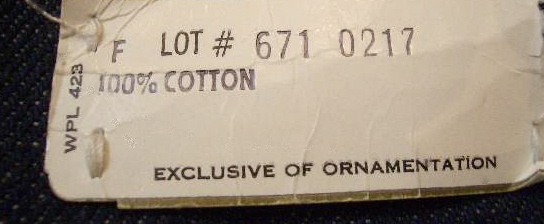 F LOT # 671 0217
100% COTTON
WPL 423
EXCLUSIVE OF ORNAMENTATION